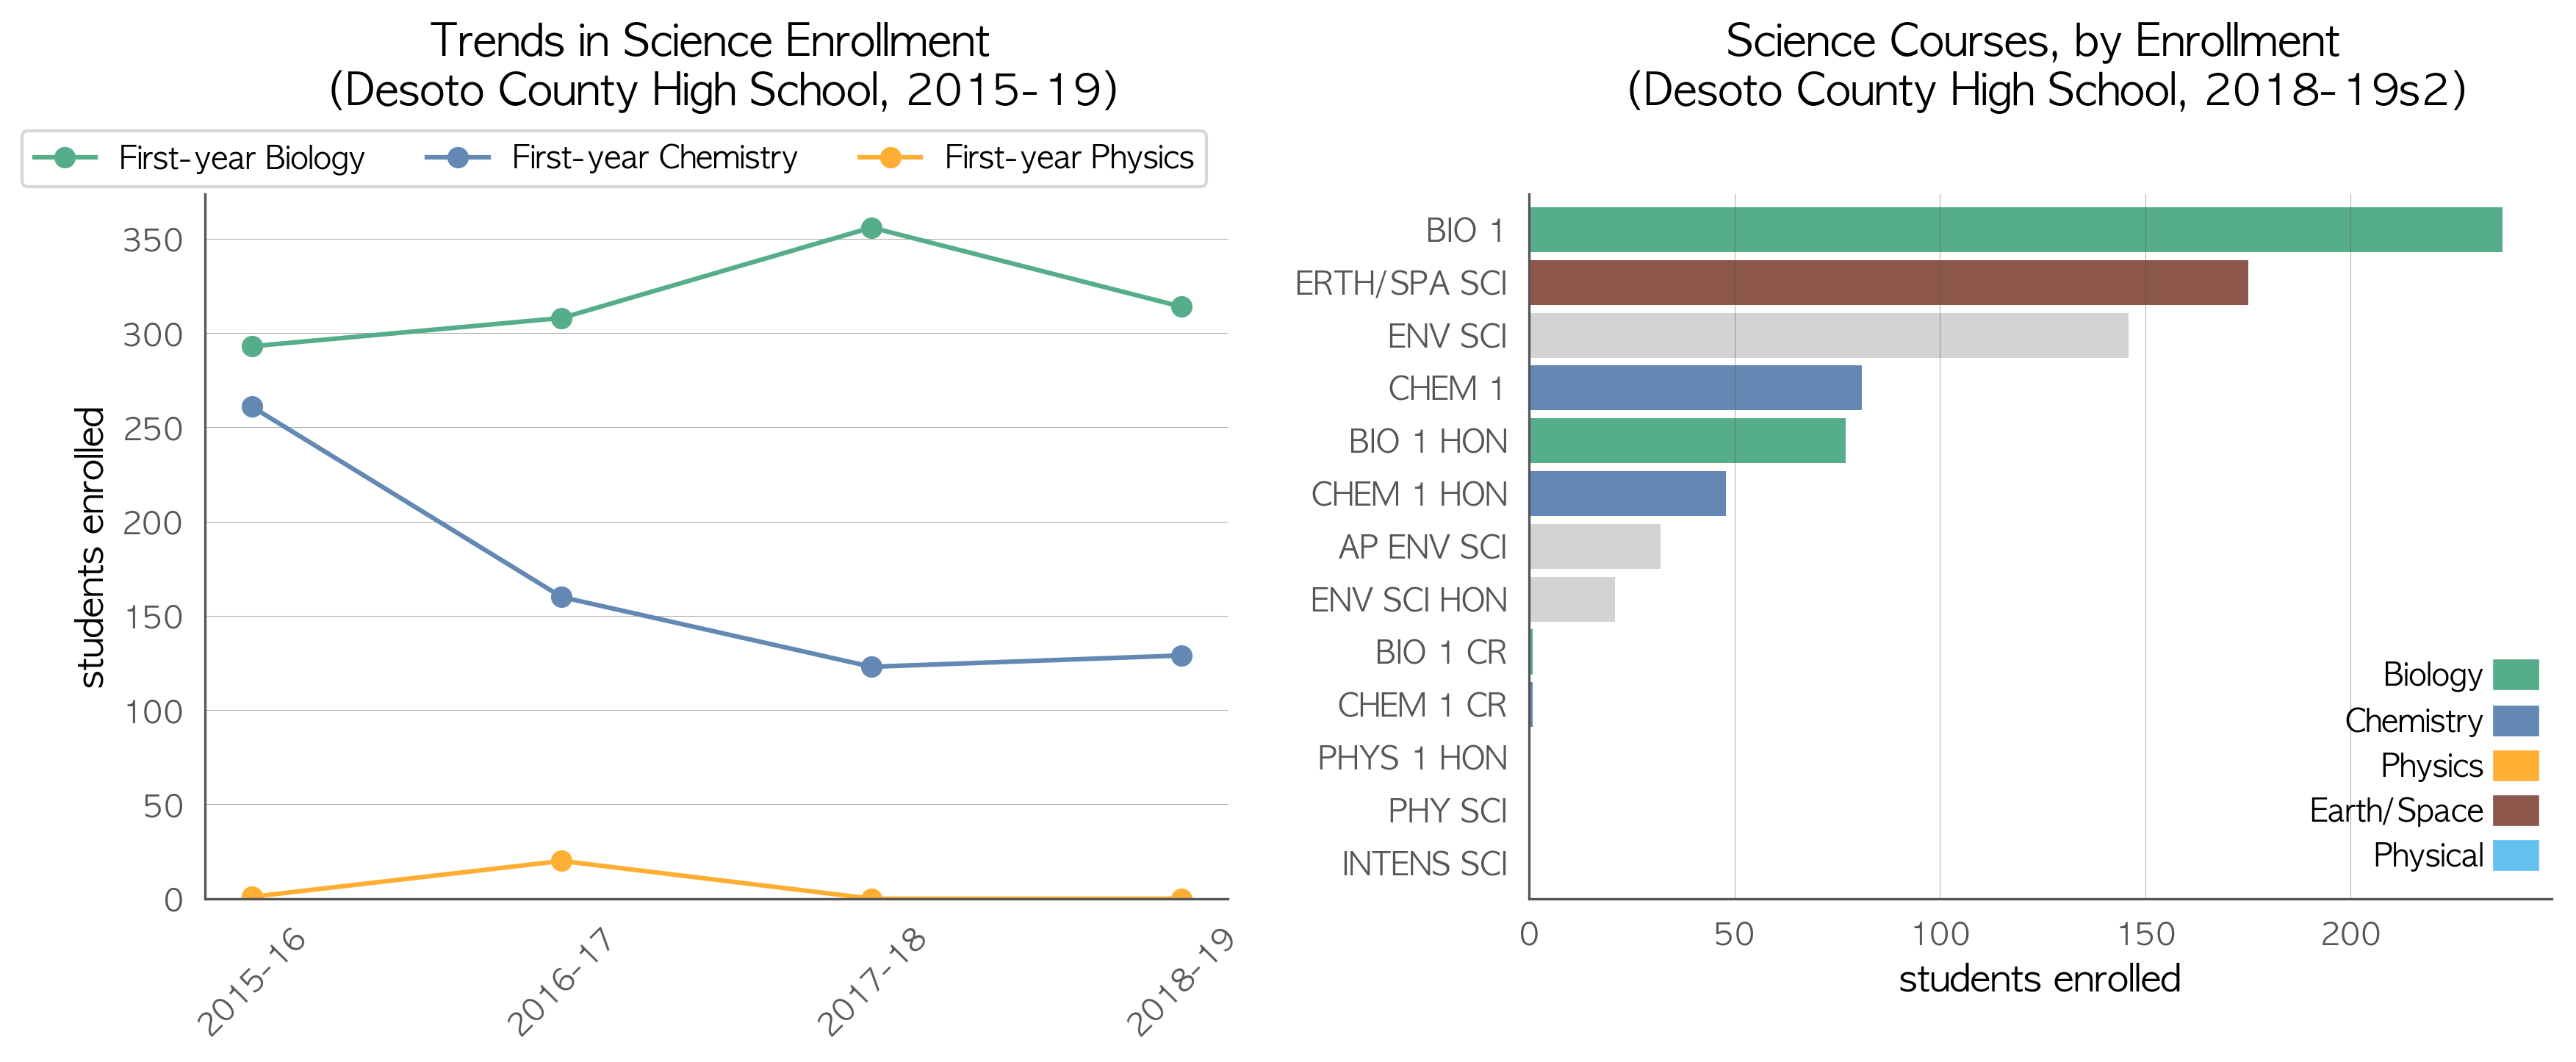 Trends in Science Enrollment
(Desoto County High School, 2015-19)
First-year Biology
First-year Chemistry
First-year Physics
350
300
250
200
150
100
50
0
students enrolled
2015-16
2016-17
2017-18
2018-19
Science Courses, by Enrollment
(Desoto County High School, 2018-19s2)
BIO 1
ERTH/SPA SCI
ENV SCI
CHEM 1
BIO 1 HON
CHEM 1 HON
AP ENV SCI
ENV SCI HON
BIO 1 CR
CHEM 1 CR
PHYS 1 HON
PHY SCI
INTENS SCI
Biology
Chemistry
Physics
Earth/Space
Physical
0
50
100
150
200
students enrolled